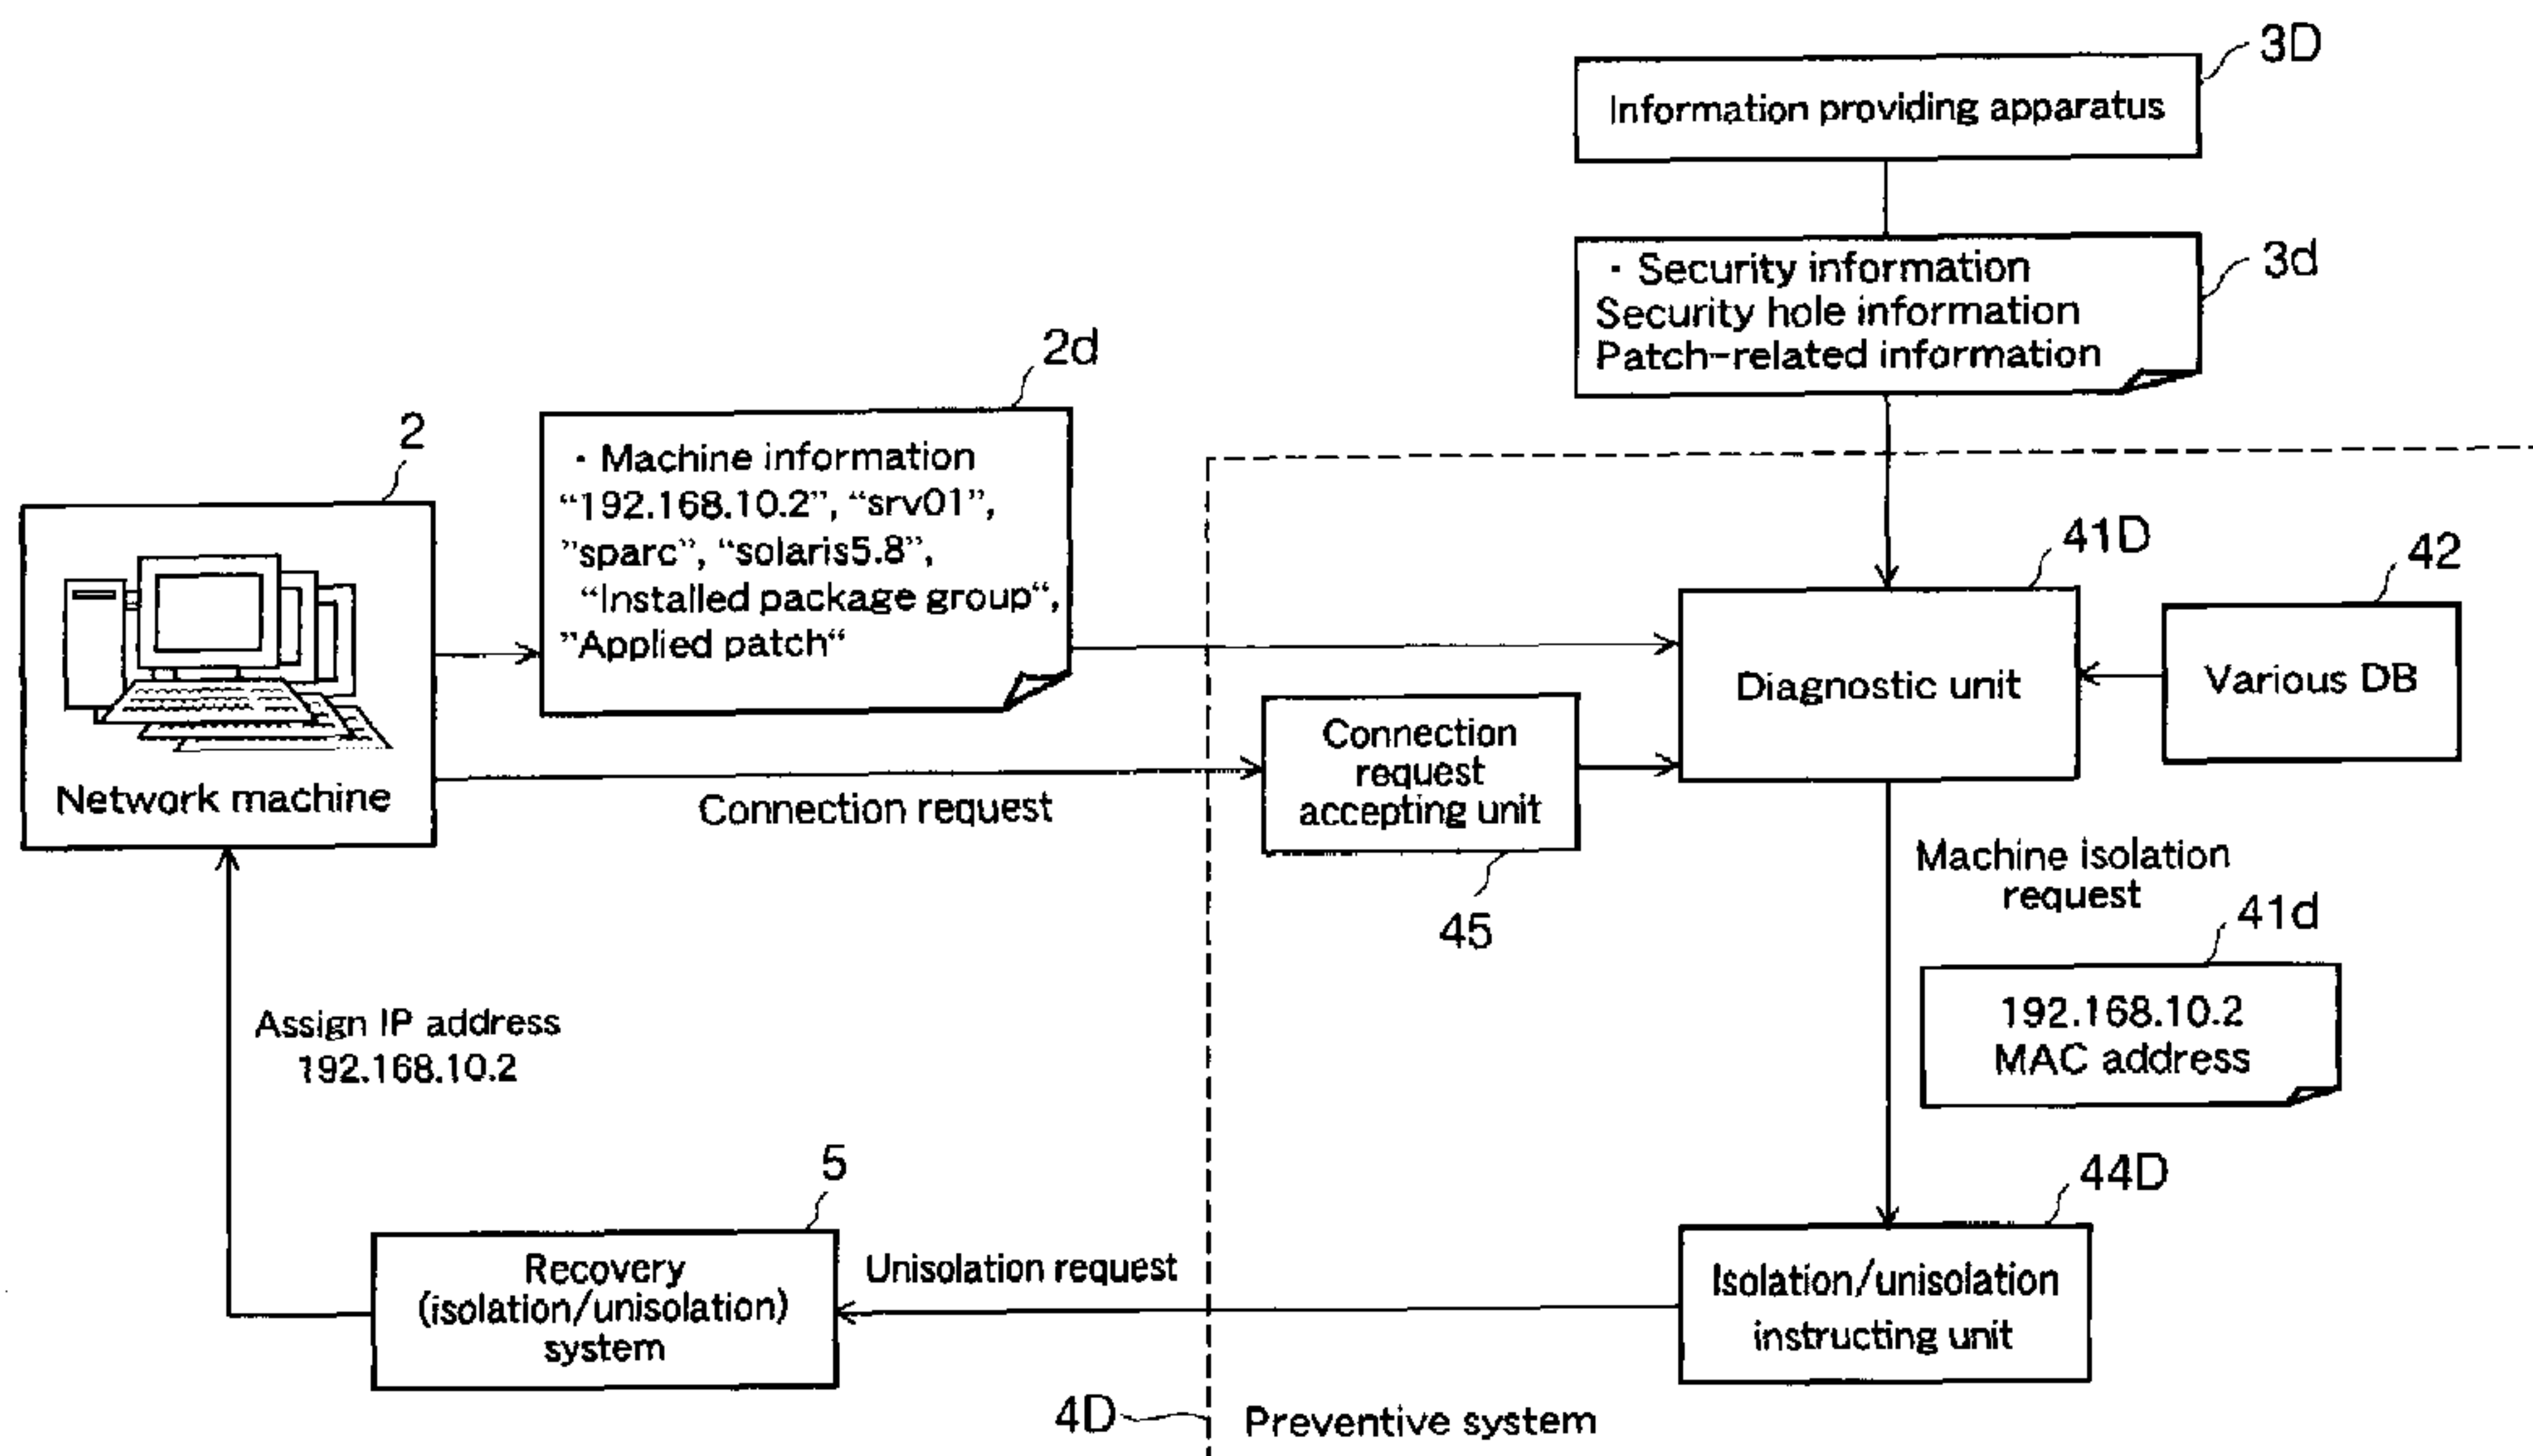 3D
Information providing apparatus
3d
· Security information
Security hole information
Patch-related information
2d
· Machine information
“192.168.10.2”, “srv01”,
”sparc”, “solaris5.8”,
“Installed package group“,
”Applied patch“
2
Network machine
Connection request
Connection
request
accepting unit
45
41D
Diagnostic unit
42
Various DB
Machine isolation
request
41d
192.168.10.2
MAC address
Assign IP address
192.168.10.2
5
Recovery
(isolation/unisolation)
system
Unisolation request
44D
Isolation/unisolation
instructing unit
4D
Preventive system